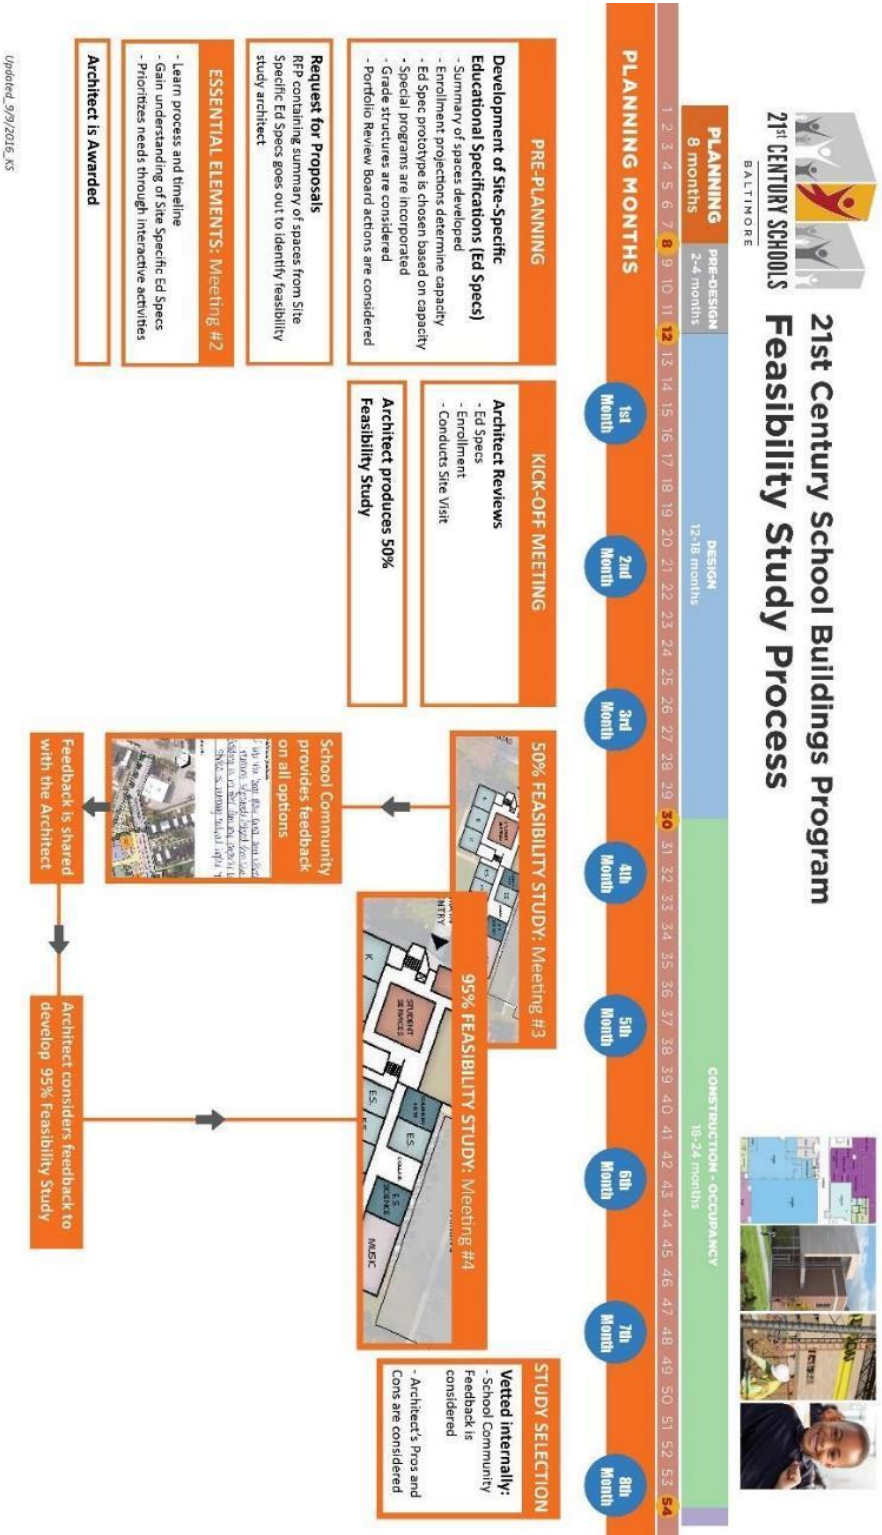 21st CENTURY SCHOOLS
BALTIMORE
21st Century School Buildings Program
Feasibility Study Process
PLANNING
8 months
PRE-DESIGN
2-4 months
DESIGN
12-18 months
CONSTRUCTION - OCCUPANCY
18-24 months
1 2 3 4 5 6 7 8 9 10 11 12 13 14 15 16 17 18 19 20 21 22 23 24 25 26 27 28 29 30 31 32 33 34 35 36 37 38 39 40 41 42 43 44 45 46 47 48 49 50 51 52 53 54
PLANNING MONTHS
1st
Month
2nd
Month
3rd
Month
4th
Month
5th
Month
6th
Month
7th
Month
8th
Month
PRE-PLANNING
Development of Site-Specific
Educational Specifications (Ed Specs)
- Summary of spaces developed
- Enrollment projections determine capacity
- Ed Spec prototype is chosen based on capacity
- Special programs are incorporated
- Grade structures are considered
- Portfolio Review Board actions are considered
Request for Proposals
RFP containing summary of spaces from Site
Specific Ed Specs goes out to identify feasibility
study architect
ESSENTIAL ELEMENTS: Meeting #2
- Learn process and timeline
- Gain understanding of Site Specific Ed Specs
- Prioritizes needs through interactive activities
Architect is Awarded
KICK-OFF MEETING
Architect Reviews
- Ed Specs
- Enrollment
- Conducts Site Visit
Architect produces 50%
Feasibility Study
50% FEASIBILITY STUDY: Meeting #3
School Community
provides feedback
on all options
Feedback is shared
with the Architect
Architect considers feedback to
develop 95% Feasibility Study
95% FEASIBILITY STUDY: Meeting #4
NTRY
K
STUDENT
SERVICES
E.S.
E.S.
E.S.
SCIENCE
MUSIC
STUDY SELECTION
Vetted internally:
- School Community
Feedback is
considered
- Architect's Pros and
Cons are considered
Updated_9/9/2016_KS